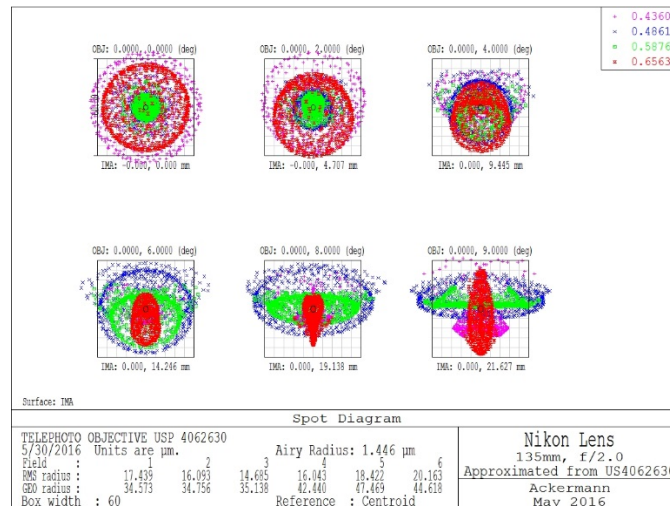 0.4360
0.4861
0.5876
0.6563
OBJ: 0.0000, 0.0000 (deg)
OBJ: 0.0000, 2.0000 (deg)
OBJ: 0.0000, 4.0000 (deg)
IMA: -0.000, 0.000 mm
IMA: -0.000, 4.707 mm
IMA: 0.000, 9.445 mm
OBJ: 0.0000, 6.0000 (deg)
OBJ: 0.0000, 8.0000 (deg)
OBJ: 0.0000, 9.0000 (deg)
IMA: 0.000, 14.246 mm
IMA: 0.000, 19.138 mm
IMA: 0.000, 21.627 mm
Surface: IMA
Spot Diagram
TELEPHOTO OBJECTIVE USP 4062630
5/30/2016 Units are µm. Airy Radius: 1.446 µm
Field : 1 2 3 4 5 6
RMS radius : 17.439 16.093 14.685 16.043 18.422 20.163
GEO radius : 34.573 34.756 35.138 42.440 47.469 44.618
Box width : 60 Reference : Centroid
Nikon Lens
135mm, f/2.0
Approximated from US4062630
Ackermann
May 2016